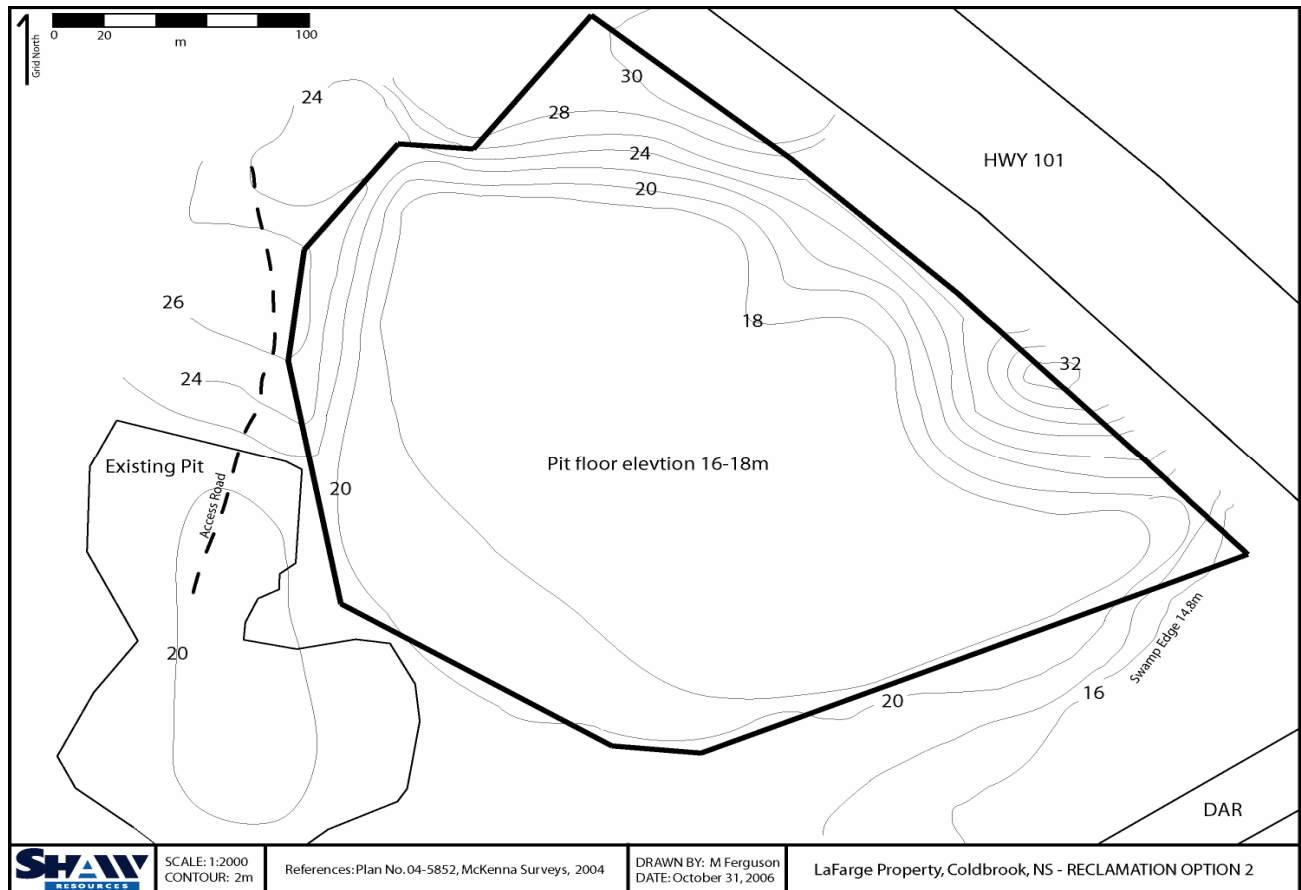 Grid North
0 20 100
m
30
24
28
24
HWY 101
20
26
18
32
24
Existing Pit
Pit floor elevtion 16-18m
20
Access Road
Swamp Edge 14.8m
20
16
20
DAR
SHAW
RESOURCES
SCALE: 1:2000
CONTOUR: 2m
References: Plan No. 04-5852, McKenna Surveys, 2004
DRAWN BY: M Ferguson
DATE: October 31, 2006
LaFarge Property, Coldbrook, NS - RECLAMATION OPTION 2